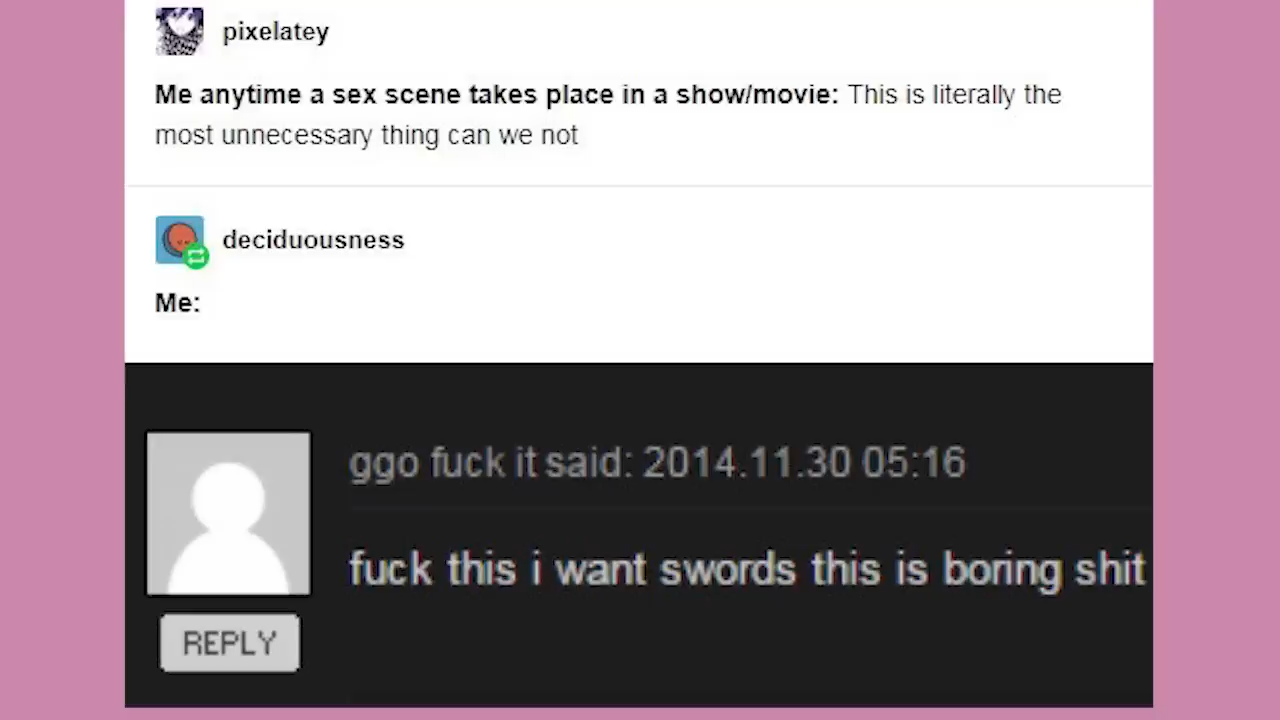 pixelatey
Me anytime a sex scene takes place in a show/movie: This is literally the
most unnecessary thing can we not
deciduousness
Me:
ggo fuck it said: 2014.11.30 05:16
fuck this i want swords this is boring shit
REPLY